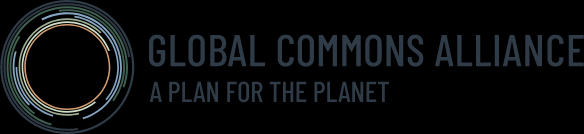 GLOBAL COMMONS ALLIANCE
A PLAN FOR THE PLANET